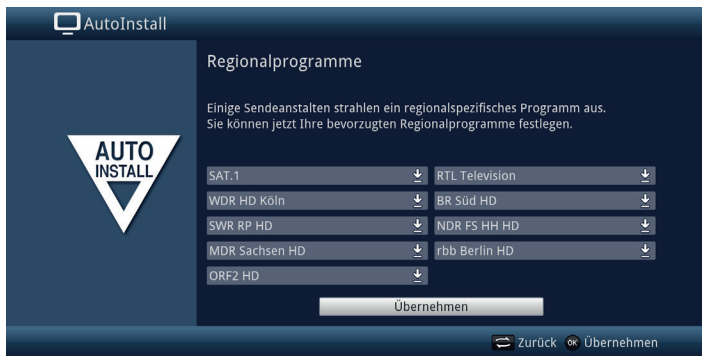 AutoInstall
Regionalprogramme
Einige Sendeanstalten strahlen ein regionalspezifisches Programm aus.
Sie können jetzt Ihre bevorzugten Regionalprogramme festlegen.
AUTO
INSTALL
SAT.1
RTL Television
WDR HD Köln
BR Süd HD
SWR RP HD
NDR FS HH HD
MDR Sachsen HD
rbb Berlin HD
ORF2 HD
Übernehmen
Zurück OK Übernehmen